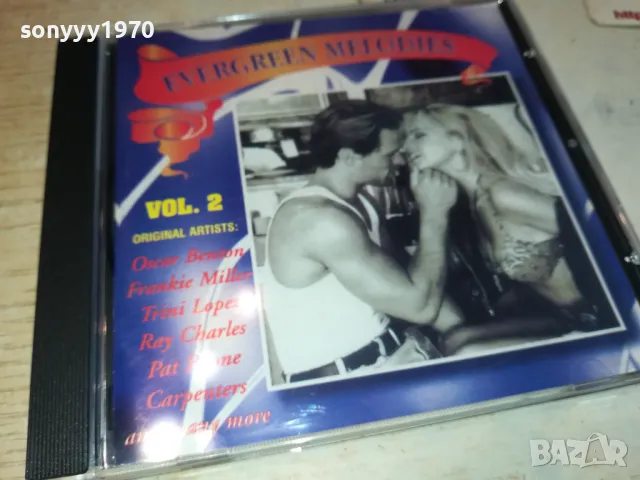 sonyyy1970
EVERGREEN MELODIES
VOL. 2
ORIGINAL ARTISTS:
Oscar Benton
Frankie Miller
Trini Lopez
Ray Charles
Pat Boone
Carpenters
and many more
BAZAR
bazar.bg